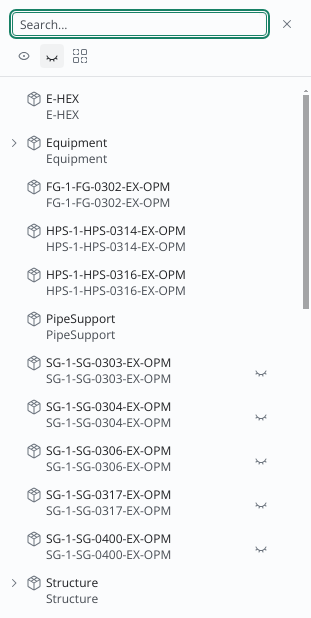 Search...
E-HEX
E-HEX
Equipment
Equipment
FG-1-FG-0302-EX-OPM
FG-1-FG-0302-EX-OPM
HPS-1-HPS-0314-EX-OPM
HPS-1-HPS-0314-EX-OPM
HPS-1-HPS-0316-EX-OPM
HPS-1-HPS-0316-EX-OPM
PipeSupport
PipeSupport
SG-1-SG-0303-EX-OPM
SG-1-SG-0303-EX-OPM
SG-1-SG-0304-EX-OPM
SG-1-SG-0304-EX-OPM
SG-1-SG-0306-EX-OPM
SG-1-SG-0306-EX-OPM
SG-1-SG-0317-EX-OPM
SG-1-SG-0317-EX-OPM
SG-1-SG-0400-EX-OPM
SG-1-SG-0400-EX-OPM
Structure
Structure